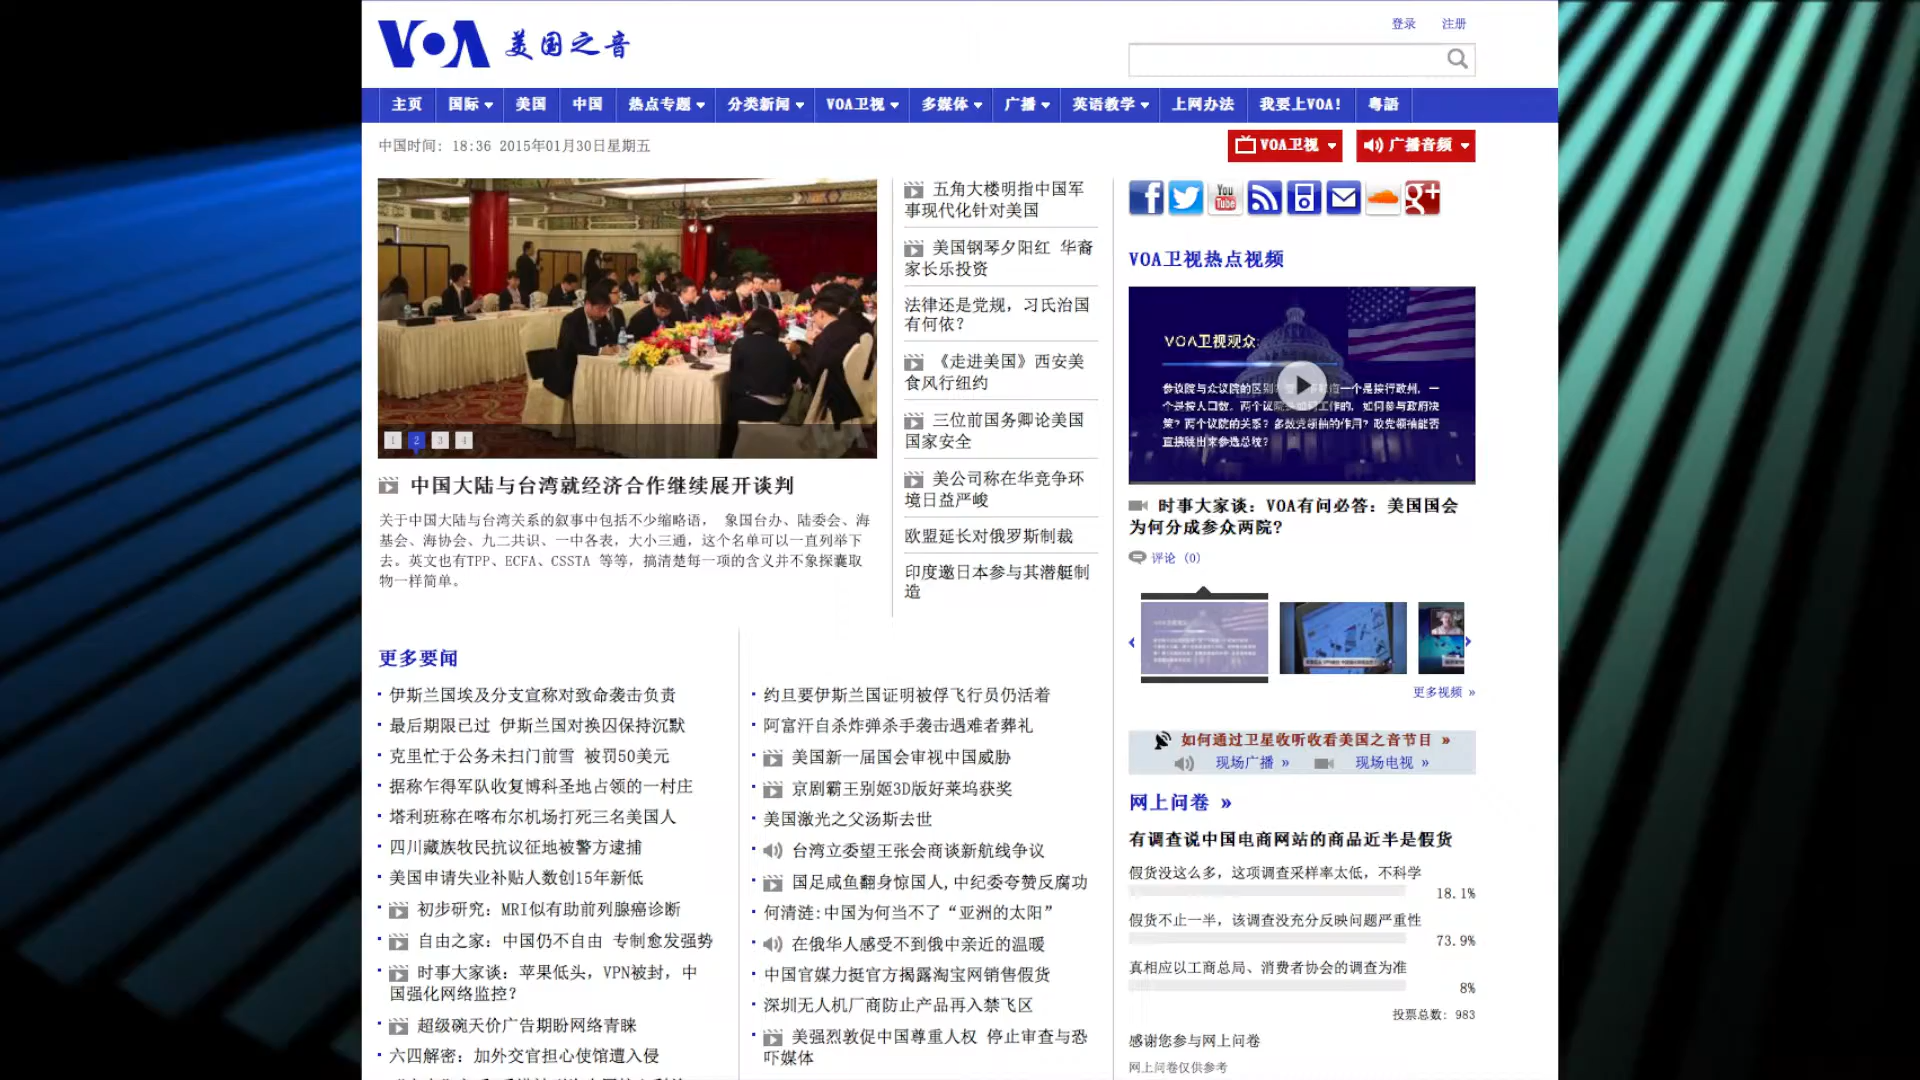 VOA 美国之音
登录 注册
主页 国际 美国 中国 热点专题 分类新闻 VOA卫视 多媒体 广播 英语教学 上网办法 我要上VOA! 粤語
中国时间: 18:36 2015年01月30日星期五
VOA卫视 广播音频
1 2 3 4
中国大陆与台湾就经济合作继续展开谈判
关于中国大陆与台湾关系的叙事中包括不少缩略语， 象国台办、陆委会、海
基会、海协会、九二共识、一中各表，大小三通，这个名单可以一直列举下
去。英文也有TPP、ECFA、CSSTA 等等，搞清楚每一项的含义并不象探囊取
物一样简单。
五角大楼明指中国军
事现代化针对美国
美国钢琴夕阳红 华裔
家长乐投资
法律还是党规，习氏治国
有何依?
《走进美国》西安美
食风行纽约
三位前国务卿论美国
国家安全
美公司称在华竞争环
境日益严峻
欧盟延长对俄罗斯制裁
印度邀日本参与其潜艇制
造
You
Tube
g+
VOA卫视热点视频
VOA卫视观众
时事大家谈: VOA有问必答: 美国国会
为何分成参众两院?
评论 (0)
更多视频 »
如何通过卫星收听收看美国之音节目 »
现场广播 » 现场电视 »
网上问卷 »
有调查说中国电商网站的商品近半是假货
假货没这么多，这项调查采样率太低，不科学
18.1%
假货不止一半，该调查没充分反映问题严重性
73.9%
真相应以工商总局、消费者协会的调查为准
8%
投票总数: 983
感谢您参与网上问卷
网上问卷仅供参考
更多要闻
伊斯兰国埃及分支宣称对致命袭击负责
最后期限已过 伊斯兰国对换囚保持沉默
克里忙于公务未扫门前雪 被罚50美元
据称乍得军队收复博科圣地占领的一村庄
塔利班称在喀布尔机场打死三名美国人
四川藏族牧民抗议征地被警方逮捕
美国申请失业补贴人数创15年新低
初步研究: MRI似有助前列腺癌诊断
自由之家: 中国仍不自由 专制愈发强势
时事大家谈: 苹果低头，VPN被封，中
国强化网络监控?
超级碗天价广告期盼网络青睐
六四解密: 加外交官担心使馆遭入侵
约旦要伊斯兰国证明被俘飞行员仍活着
阿富汗自杀炸弹杀手袭击遇难者葬礼
美国新一届国会审视中国威胁
京剧霸王别姬3D版好莱坞获奖
美国激光之父汤斯去世
台湾立委望王张会商谈新航线争议
国足咸鱼翻身惊国人,中纪委夸赞反腐功
何清涟:中国为何当不了“亚洲的太阳”
在俄华人感受不到俄中亲近的温暖
中国官媒力挺官方揭露淘宝网销售假货
深圳无人机厂商防止产品再入禁飞区
美强烈敦促中国尊重人权 停止审查与恐
吓媒体